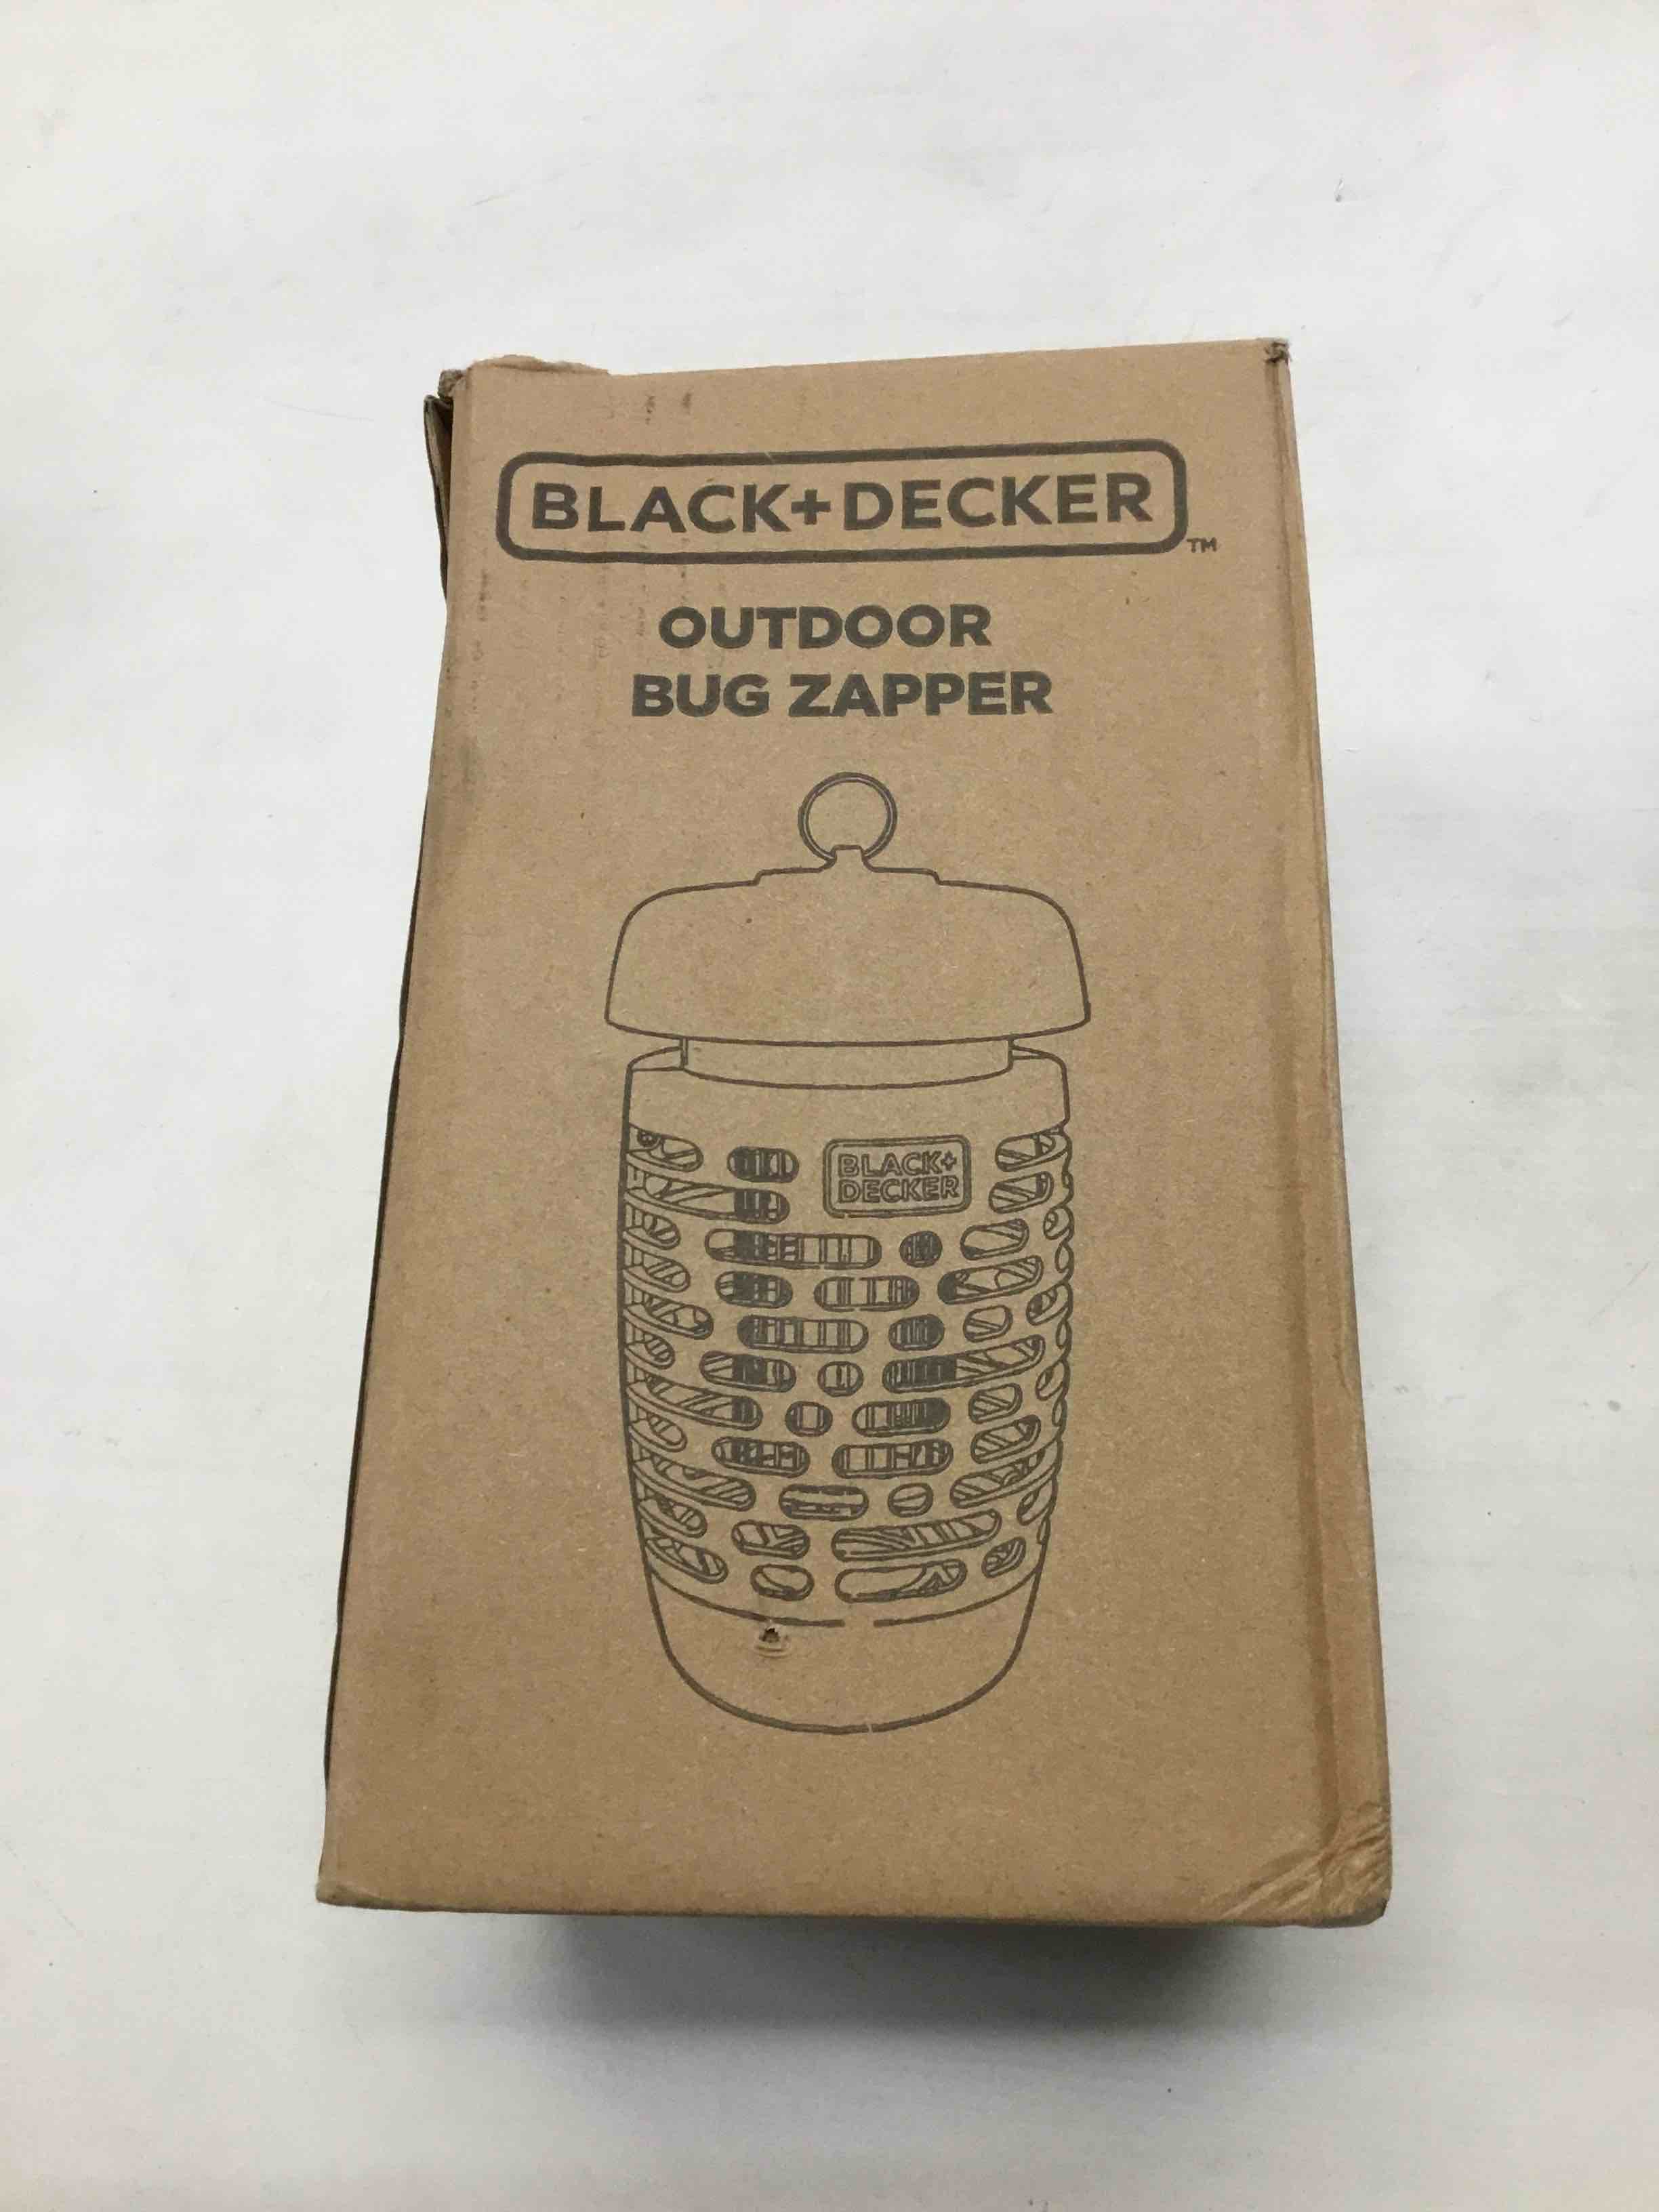 BLACK+DECKER
TM
OUTDOOR
BUG ZAPPER
BLACK+
DECKER